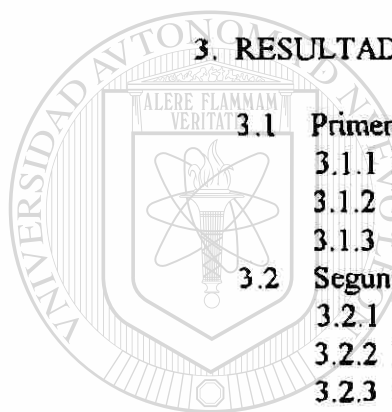 3. RESULTAD
ALERE FLAMMAM
VERITATIS
3.1 Primer
3.1.1
3.1.2
3.1.3
3.2 Segun
3.2.1
3.2.2
3.2.3